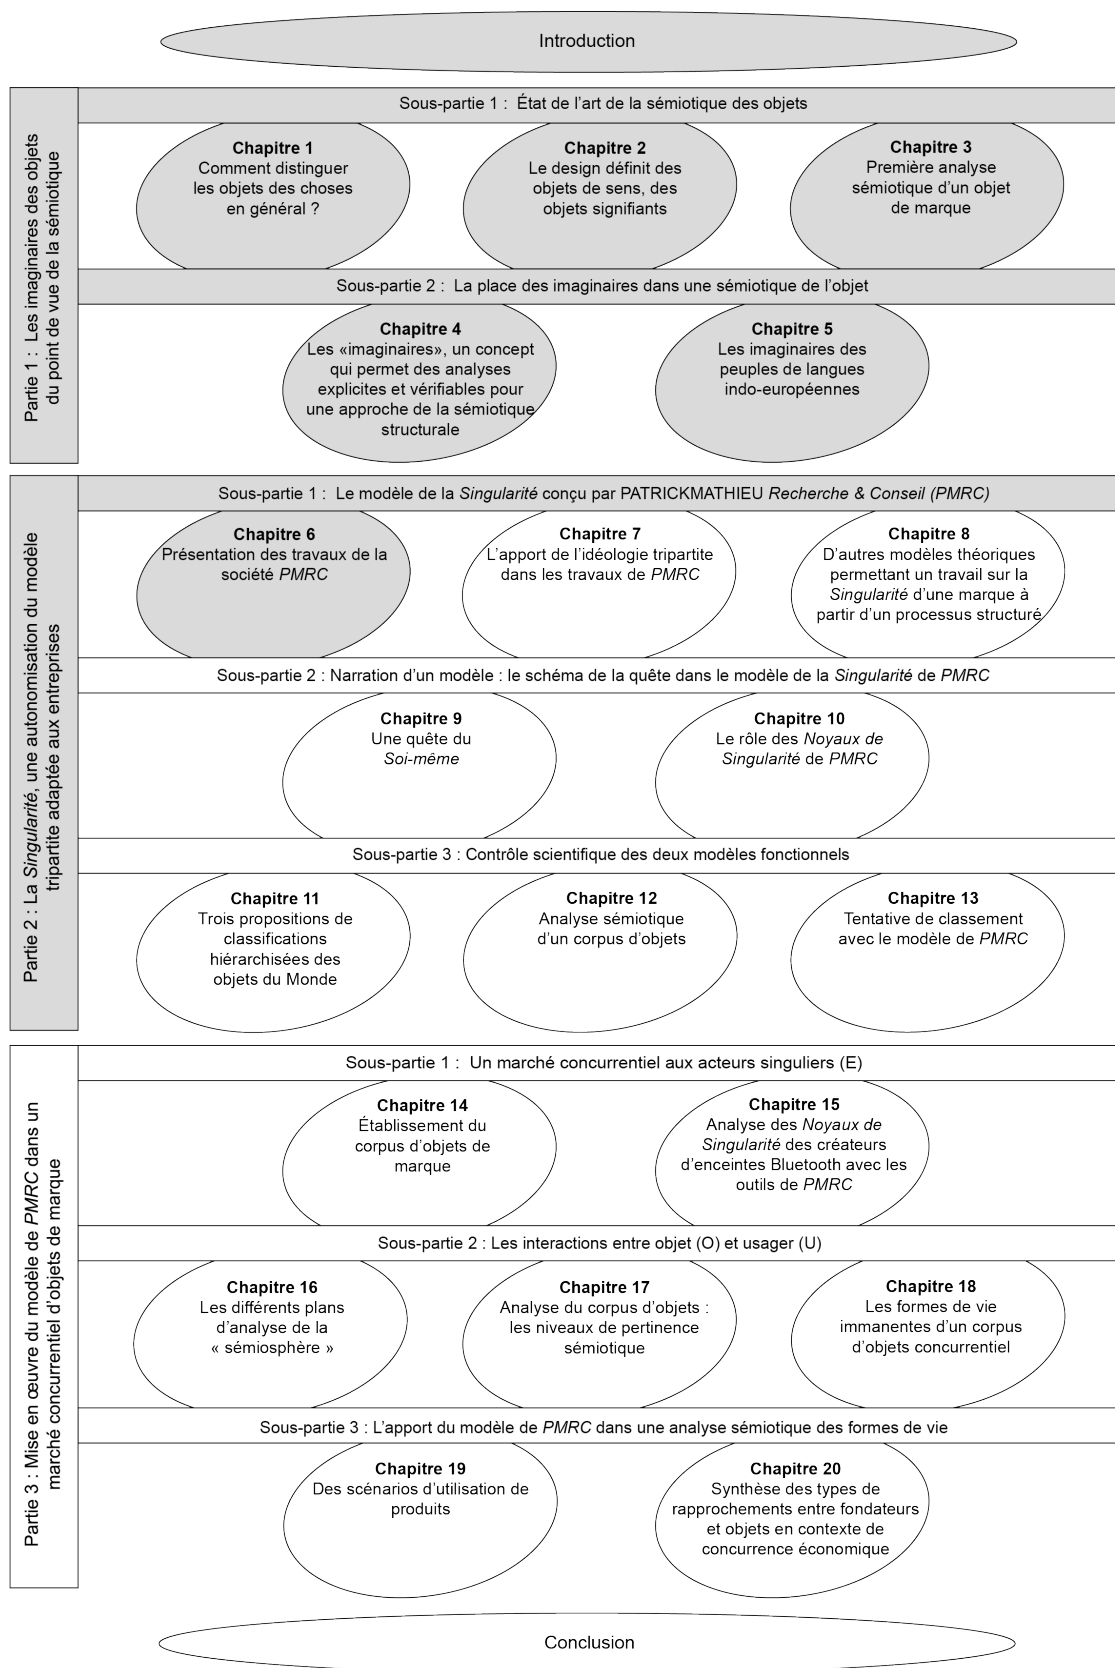 Introduction
Partie 1 : Les imaginaires des objets
du point de vue de la sémiotique
Sous-partie 1 : État de l’art de la sémiotique des objets
Chapitre 1
Comment distinguer
les objets des choses
en général ?
Chapitre 2
Le design définit des
objets de sens, des
objets signifiants
Chapitre 3
Première analyse
sémiotique d’un objet
de marque
Sous-partie 2 : La place des imaginaires dans une sémiotique de l’objet
Chapitre 4
Les «imaginaires», un concept
qui permet des analyses
explicites et vérifiables pour
une approche de la sémiotique
structurale
Chapitre 5
Les imaginaires des
peuples de langues
indo-européennes
Partie 2 : La Singularité, une autonomisation du modèle
tripartite adaptée aux entreprises
Sous-partie 1 : Le modèle de la Singularité conçu par PATRICKMATHIEU Recherche & Conseil (PMRC)
Chapitre 6
Présentation des travaux de la
société PMRC
Chapitre 7
L’apport de l’idéologie tripartite
dans les travaux de PMRC
Chapitre 8
D’autres modèles théoriques
permettant un travail sur la
Singularité d’une marque à
partir d’un processus structuré
Sous-partie 2 : Narration d’un modèle : le schéma de la quête dans le modèle de la Singularité de PMRC
Chapitre 9
Une quête du
Soi-même
Chapitre 10
Le rôle des Noyaux de
Singularité de PMRC
Sous-partie 3 : Contrôle scientifique des deux modèles fonctionnels
Chapitre 11
Trois propositions de
classifications
hiérarchisées des
objets du Monde
Chapitre 12
Analyse sémiotique
d’un corpus d’objets
Chapitre 13
Tentative de classement
avec le modèle de PMRC
Partie 3 : Mise en œuvre du modèle de PMRC dans un
marché concurrentiel d’objets de marque
Sous-partie 1 : Un marché concurrentiel aux acteurs singuliers (E)
Chapitre 14
Établissement du
corpus d’objets de
marque
Chapitre 15
Analyse des Noyaux de
Singularité des créateurs
d’enceintes Bluetooth avec les
outils de PMRC
Sous-partie 2 : Les interactions entre objet (O) et usager (U)
Chapitre 16
Les différents plans
d’analyse de la
« sémiosphère »
Chapitre 17
Analyse du corpus d’objets :
les niveaux de pertinence
sémiotique
Chapitre 18
Les formes de vie
immanentes d’un corpus
d’objets concurrentiel
Sous-partie 3 : L’apport du modèle de PMRC dans une analyse sémiotique des formes de vie
Chapitre 19
Des scénarios d’utilisation de
produits
Chapitre 20
Synthèse des types de
rapprochements entre fondateurs
et objets en contexte de
concurrence économique
Conclusion